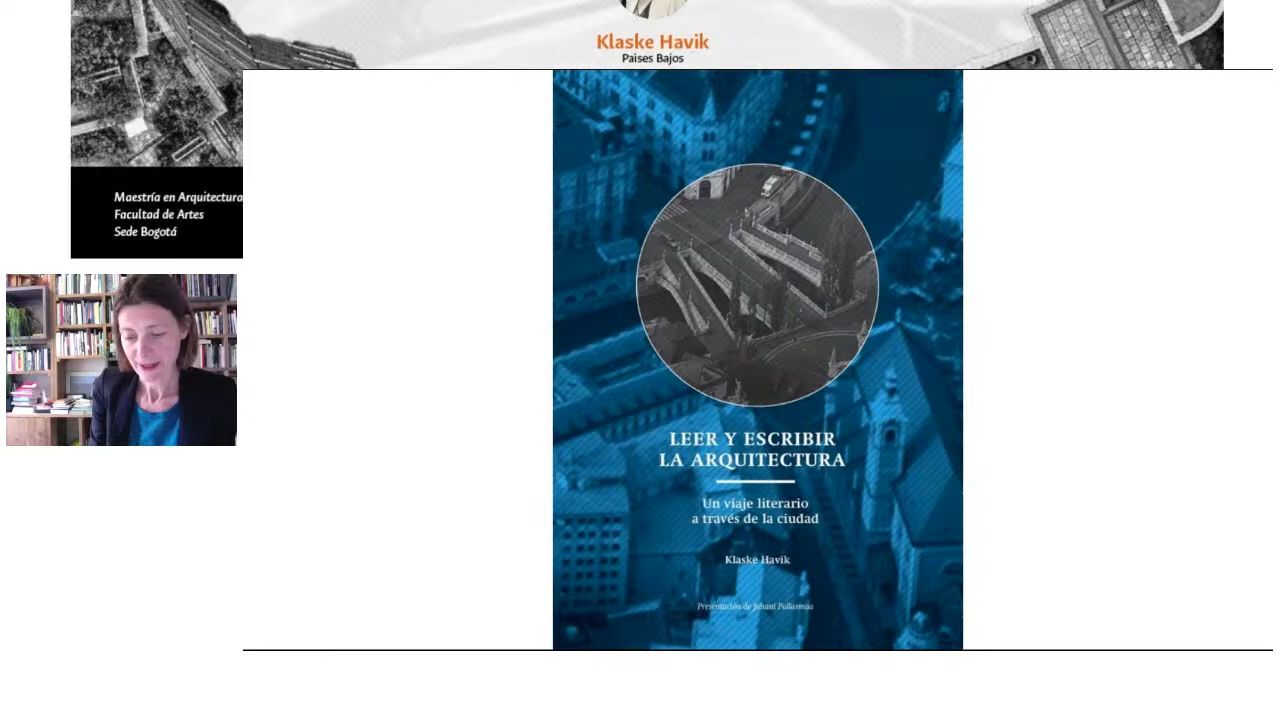 Klaske Havik
Paises Bajos
Maestría en Arquitectura
Facultad de Artes
Sede Bogotá
LEER Y ESCRIBIR
LA ARQUITECTURA
Un viaje literario
a través de la ciudad
Klaske Havik
Presentación de Juhani Pallasmaa